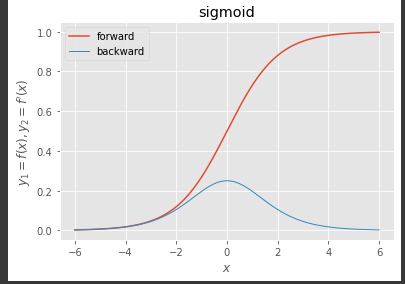 sigmoid
forward
backward
1.0
0.8
0.6
0.4
0.2
0.0
y₁ = f(x), y₂ = f'(x)
−6 −4 −2 0 2 4 6
x